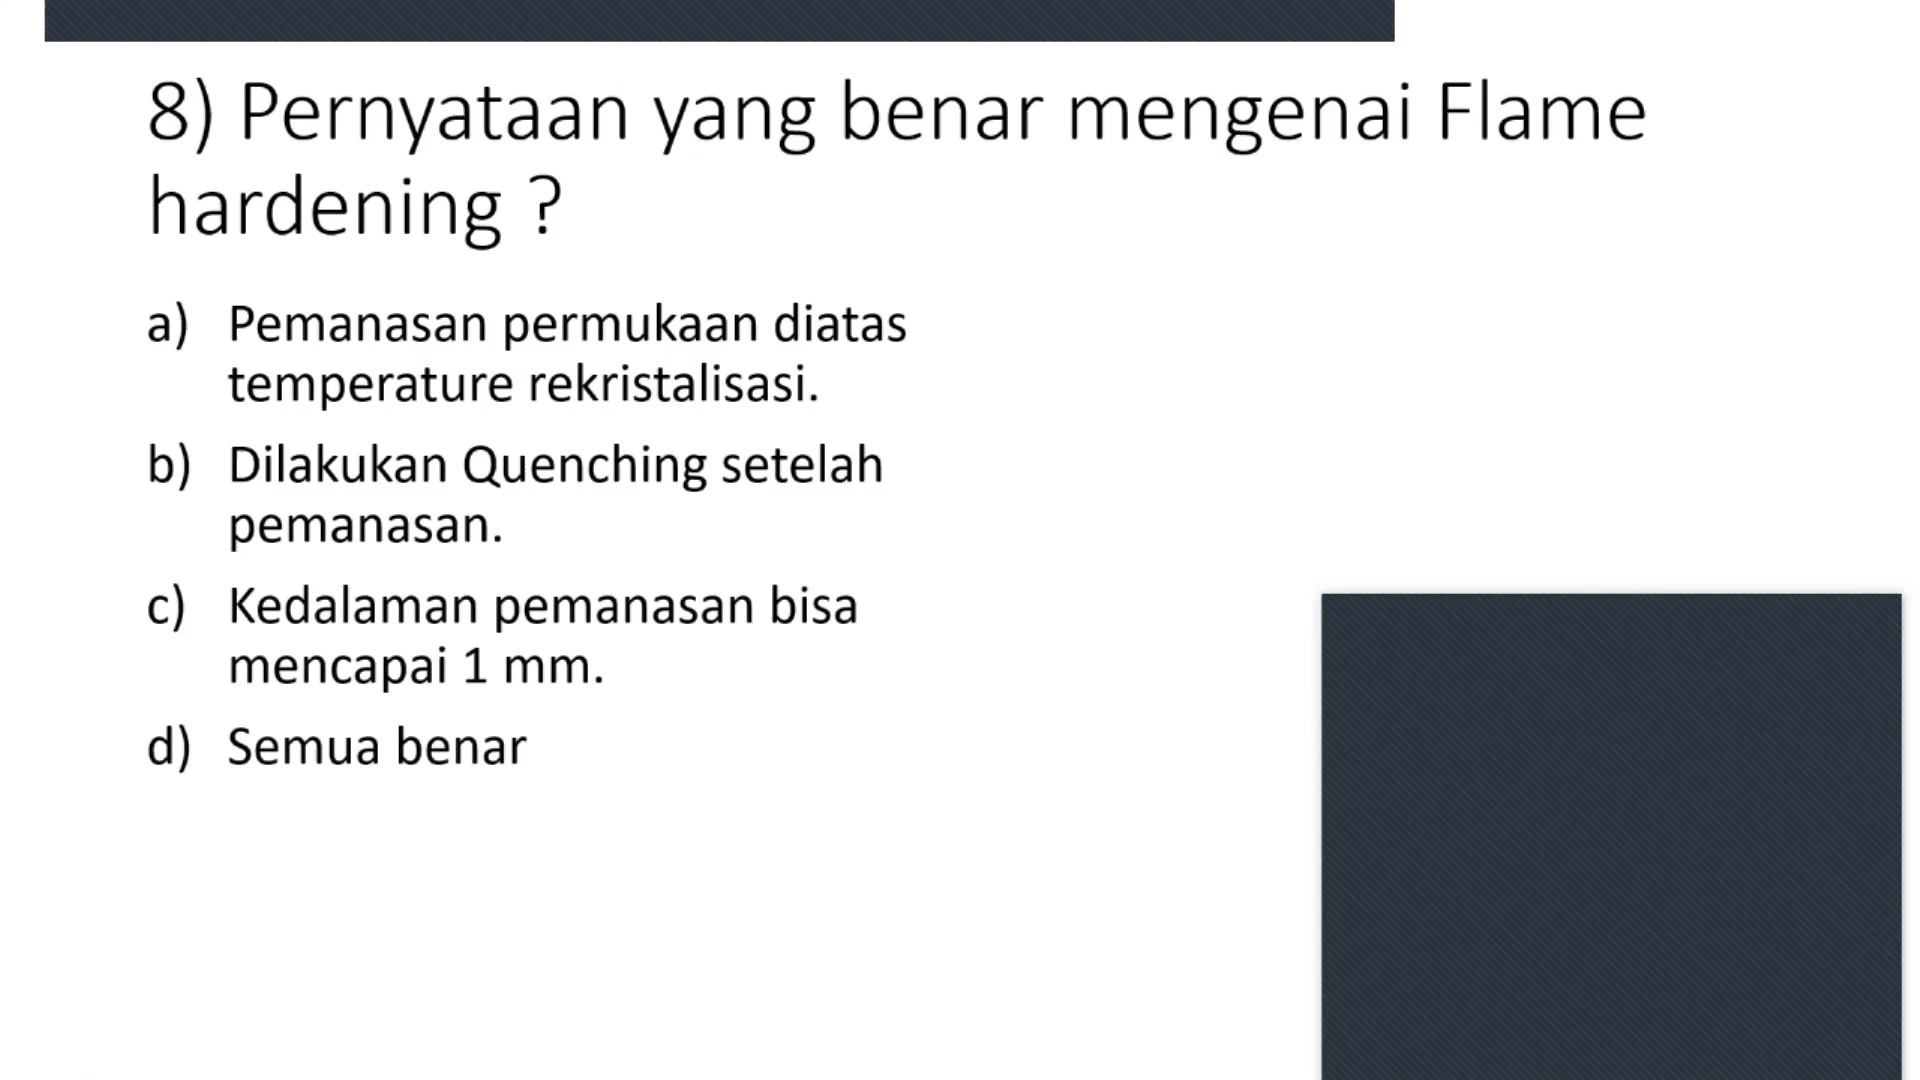 8) Pernyataan yang benar mengenai Flame
hardening ?
a) Pemanasan permukaan diatas
temperature rekristalisasi.
b) Dilakukan Quenching setelah
pemanasan.
c) Kedalaman pemanasan bisa
mencapai 1 mm.
d) Semua benar